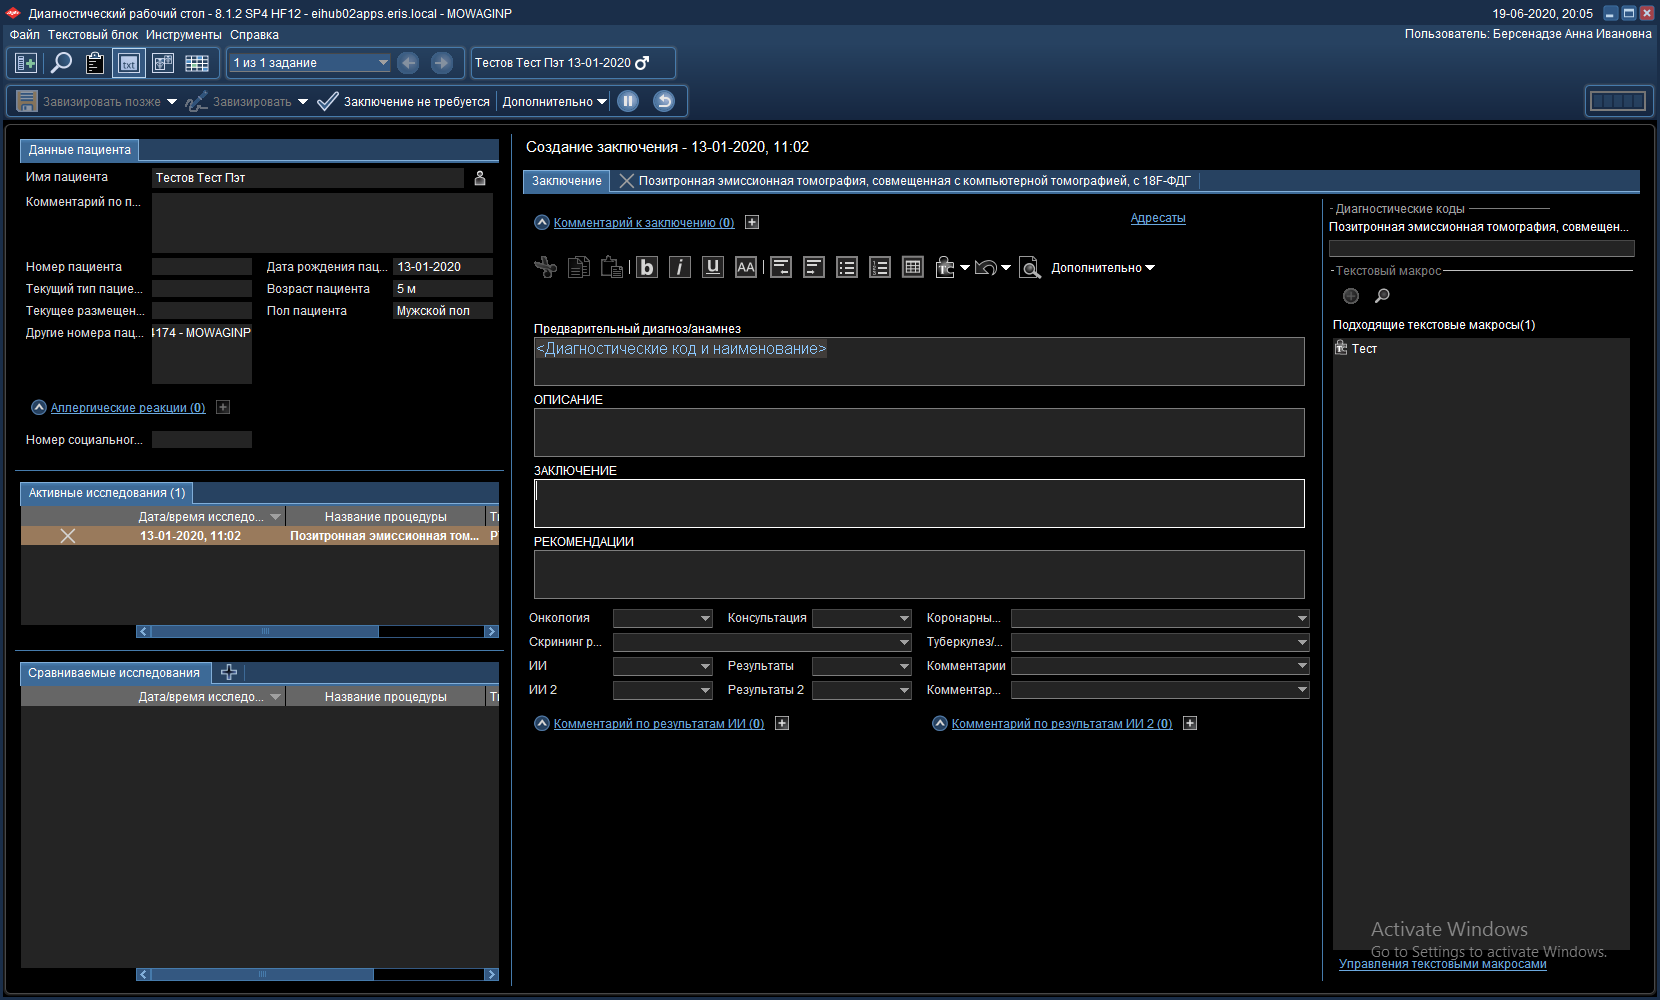 Диагностический рабочий стол - 8.1.2 SP4 HF12 - eihub02apps.eris.local - MOWAGINP
19-06-2020, 20:05
Файл Текстовый блок Инструменты Справка
Пользователь: Берсенадзе Анна Ивановна
txt
1 из 1 задание
Тестов Тест Пэт 13-01-2020
Завизировать позже
Завизировать
Заключение не требуется
Дополнительно
Данные пациента
Имя пациента
Тестов Тест Пэт
Комментарий по п...
Номер пациента
Дата рождения пац...
13-01-2020
Текущий тип пацие...
Возраст пациента
5 м
Текущее размещен...
Пол пациента
Мужской пол
Другие номера пац...
4174 - MOWAGINP
Аллергические реакции (0)
Номер социальног...
Активные исследования (1)
Дата/время исследо...
Название процедуры
13-01-2020, 11:02
Позитронная эмиссионная том...
Сравниваемые исследования
Дата/время исследо...
Название процедуры
Создание заключения - 13-01-2020, 11:02
Заключение
Позитронная эмиссионная томография, совмещенная с компьютерной томографией, с 18F-ФДГ
Комментарий к заключению (0)
Адресаты
b i u AA
Дополнительно
Предварительный диагноз/анамнез
<Диагностические код и наименование>
ОПИСАНИЕ
ЗАКЛЮЧЕНИЕ
РЕКОМЕНДАЦИИ
Онкология
Консультация
Коронарны...
Скрининг р...
Туберкулез/...
ИИ
Результаты
Комментарии
ИИ 2
Результаты 2
Комментар...
Комментарий по результатам ИИ (0)
Комментарий по результатам ИИ 2 (0)
Диагностические коды
Позитронная эмиссионная томография, совмещен...
Текстовый макрос
Подходящие текстовые макросы(1)
Тест
Activate Windows
Go to Settings to activate Windows.
Управления текстовыми макросами